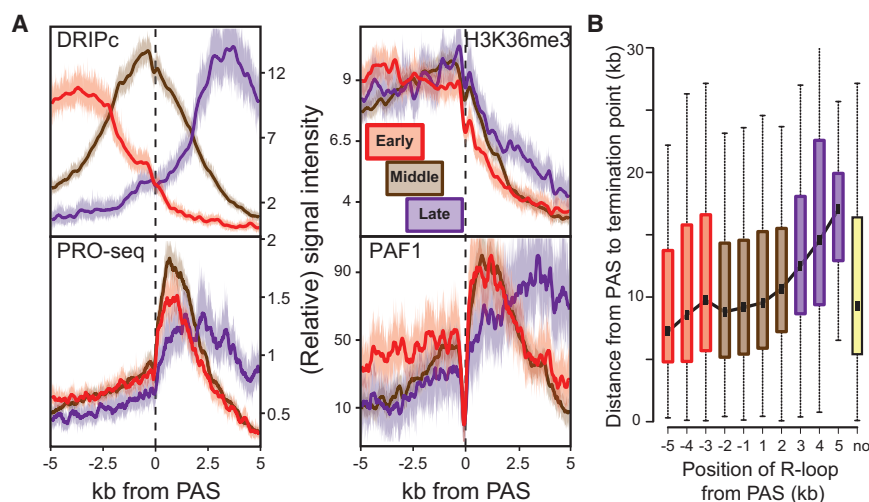 A
B
DRIPc
12
7
2
H3K36me3
9
6.5
4
Early
Middle
Late
(Relative) signal intensity
PRO-seq
2
1.5
1
0.5
PAF1
90
50
10
-5
-2.5
0
2.5
5
kb from PAS
-5
-2.5
0
2.5
5
kb from PAS
Distance from PAS to termination point (kb)
30
20
10
0
-5
-4
-3
-2
-1
1
2
3
4
5
no
Position of R-loop
from PAS (kb)